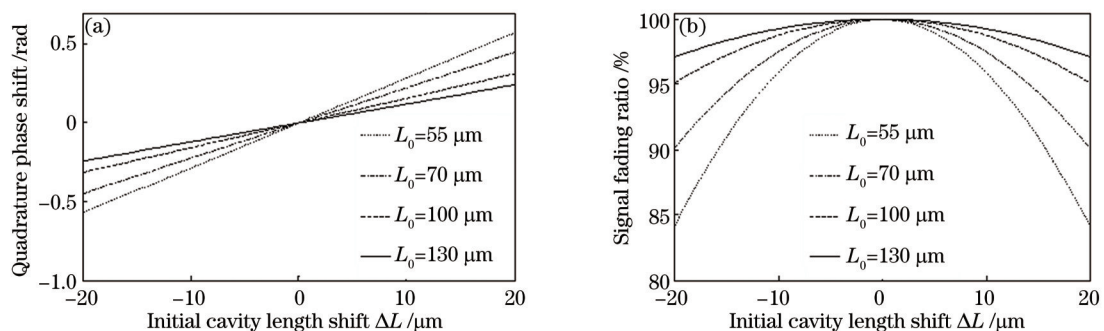 (a)
Quadrature phase shift /rad
0.5
0
−0.5
−1.0
−20
−10
0
10
20
L0=55 μm
L0=70 μm
L0=100 μm
L0=130 μm
Initial cavity length shift ΔL /μm
(b)
Signal fading ratio /%
100
95
90
85
80
−20
−10
0
10
20
L0=55 μm
L0=70 μm
L0=100 μm
L0=130 μm
Initial cavity length shift ΔL /μm